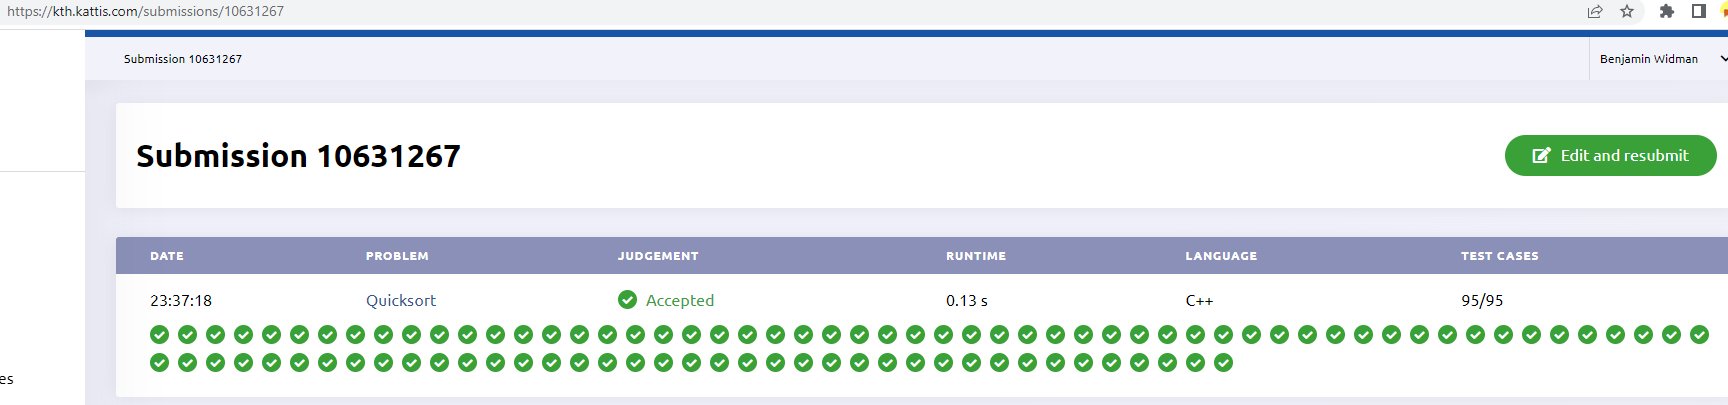 https://kth.kattis.com/submissions/10631267
Submission 10631267
Benjamin Widman
Submission 10631267
Edit and resubmit
DATE PROBLEM JUDGEMENT RUNTIME LANGUAGE TEST CASES
23:37:18 Quicksort Accepted 0.13 s C++ 95/95
es